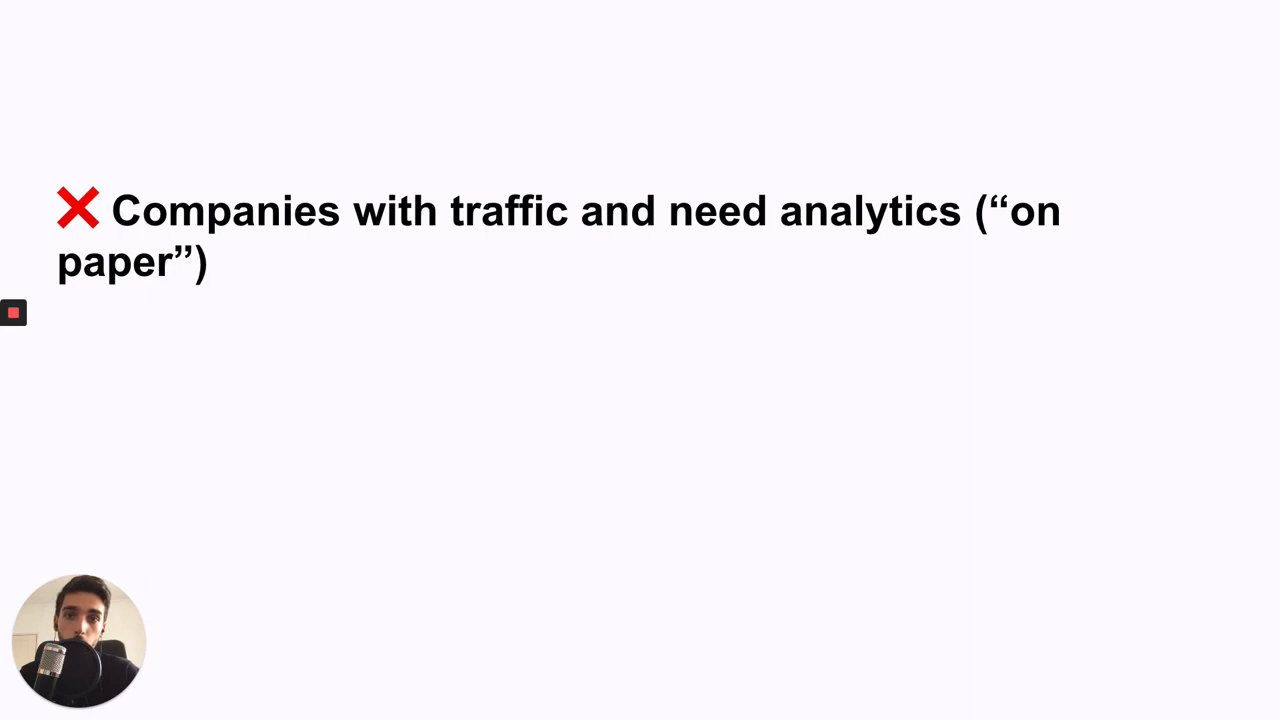 ❌ Companies with traffic and need analytics (“on
paper”)